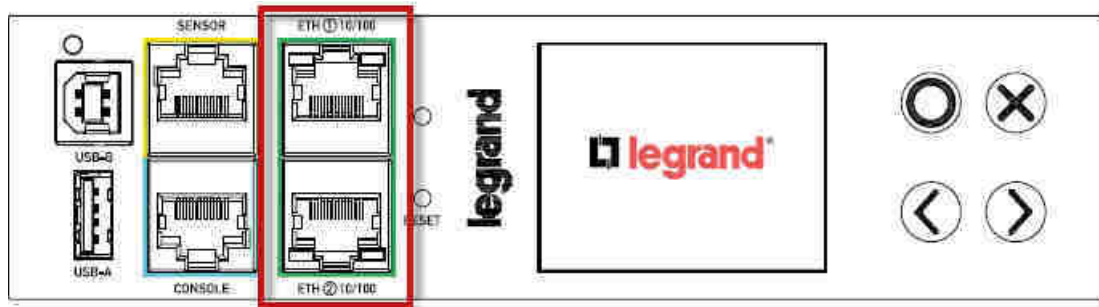 SENSOR
ETH ① 10/100
USB-B
USB-A
CONSOLE
ETH ② 10/100
RESET
legrand
legrand®